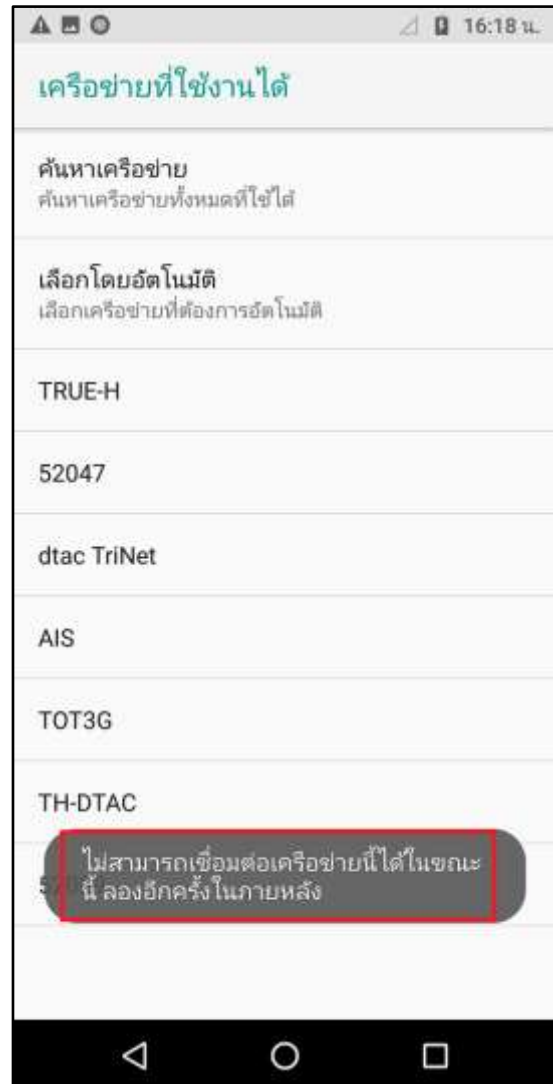 16:18 น.
เครือข่ายที่ใช้งานได้
ค้นหาเครือข่าย
ค้นหาเครือข่ายทั้งหมดที่ใช้ได้
เลือกโดยอัตโนมัติ
เลือกเครือข่ายที่ต้องการอัตโนมัติ
TRUE-H
52047
dtac TriNet
AIS
TOT3G
TH-DTAC
ไม่สามารถเชื่อมต่อเครือข่ายนี้ได้ในขณะ
นี้ ลองอีกครั้งในภายหลัง